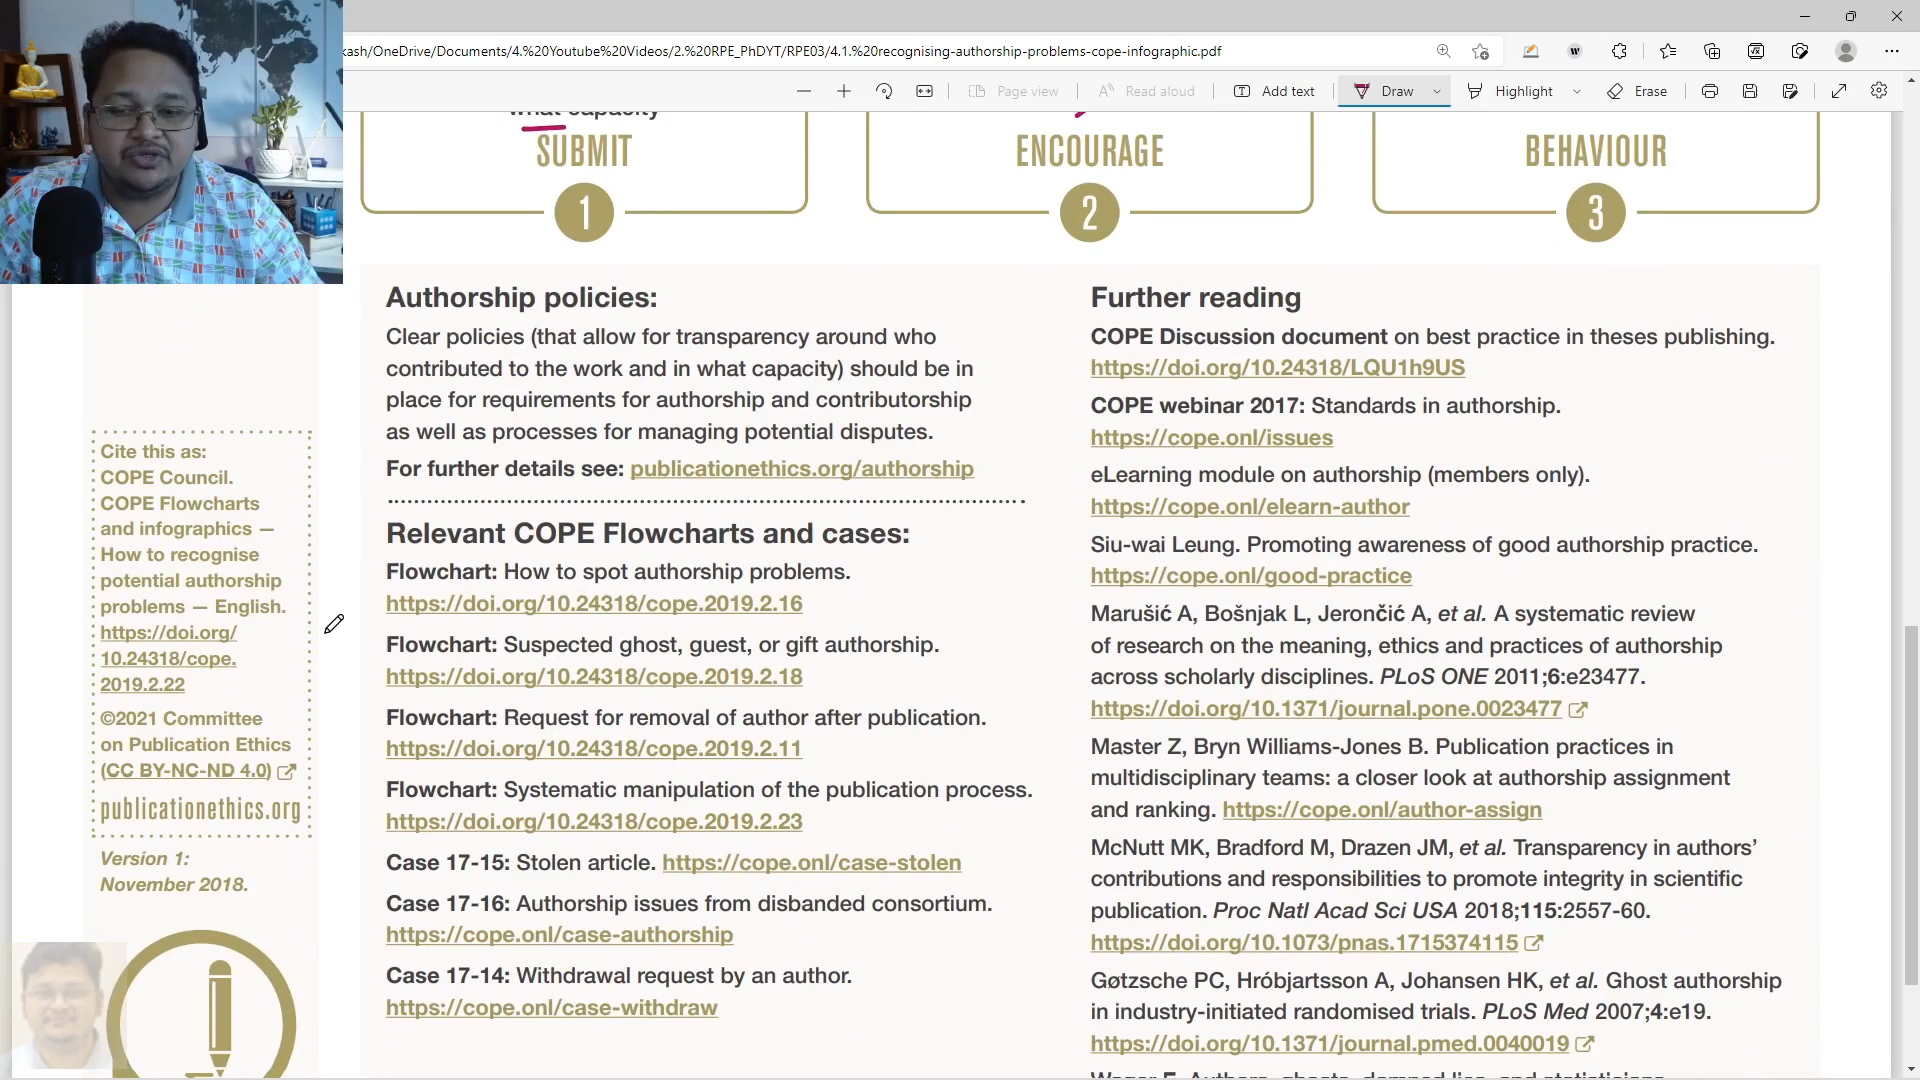 kash/OneDrive/Documents/4.%20Youtube%20Videos/2.%20RPE_PhDYT/RPE03/4.1.%20recognising-authorship-problems-cope-infographic.pdf
Page view
Read aloud
Add text
Draw
Highlight
Erase
what capacity
SUBMIT
1
ENCOURAGE
2
BEHAVIOUR
3
Authorship policies:
Clear policies (that allow for transparency around who
contributed to the work and in what capacity) should be in
place for requirements for authorship and contributorship
as well as processes for managing potential disputes.
For further details see: publicationethics.org/authorship
Relevant COPE Flowcharts and cases:
Flowchart: How to spot authorship problems.
https://doi.org/10.24318/cope.2019.2.16
Flowchart: Suspected ghost, guest, or gift authorship.
https://doi.org/10.24318/cope.2019.2.18
Flowchart: Request for removal of author after publication.
https://doi.org/10.24318/cope.2019.2.11
Flowchart: Systematic manipulation of the publication process.
https://doi.org/10.24318/cope.2019.2.23
Case 17-15: Stolen article. https://cope.onl/case-stolen
Case 17-16: Authorship issues from disbanded consortium.
https://cope.onl/case-authorship
Case 17-14: Withdrawal request by an author.
https://cope.onl/case-withdraw
Further reading
COPE Discussion document on best practice in theses publishing.
https://doi.org/10.24318/LQU1h9US
COPE webinar 2017: Standards in authorship.
https://cope.onl/issues
eLearning module on authorship (members only).
https://cope.onl/elearn-author
Siu-wai Leung. Promoting awareness of good authorship practice.
https://cope.onl/good-practice
Marušić A, Bošnjak L, Jerončić A, et al. A systematic review
of research on the meaning, ethics and practices of authorship
across scholarly disciplines. PLoS ONE 2011;6:e23477.
https://doi.org/10.1371/journal.pone.0023477
Master Z, Bryn Williams-Jones B. Publication practices in
multidisciplinary teams: a closer look at authorship assignment
and ranking. https://cope.onl/author-assign
McNutt MK, Bradford M, Drazen JM, et al. Transparency in authors’
contributions and responsibilities to promote integrity in scientific
publication. Proc Natl Acad Sci USA 2018;115:2557-60.
https://doi.org/10.1073/pnas.1715374115
Gøtzsche PC, Hróbjartsson A, Johansen HK, et al. Ghost authorship
in industry-initiated randomised trials. PLoS Med 2007;4:e19.
https://doi.org/10.1371/journal.pmed.0040019
Cite this as:
COPE Council.
COPE Flowcharts
and infographics —
How to recognise
potential authorship
problems — English.
https://doi.org/
10.24318/cope.
2019.2.22
©2021 Committee
on Publication Ethics
(CC BY-NC-ND 4.0)
publicationethics.org
Version 1:
November 2018.